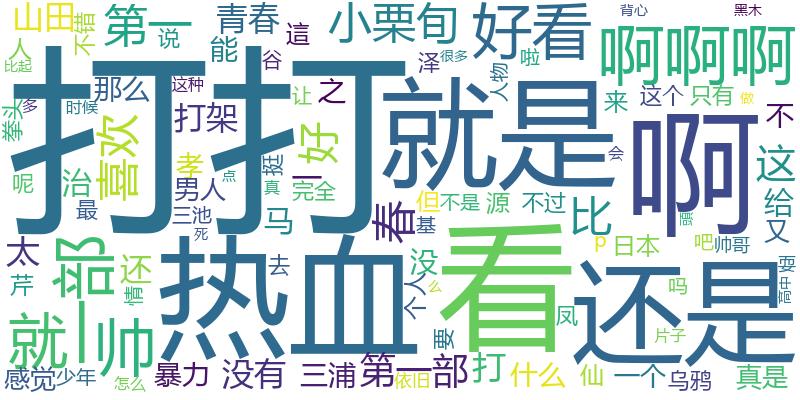 山田
第一
说
不错
人
比起
那么
青春
能
谷
這
小栗旬
泽
很多
好看
啦
人物
背心
黑木
啊啊啊
打打
就是
啊
喜欢
打架
这种
让
之
来
这个
只有
做
不
拳头
多
时候
呢
治
孝
好
挺
真
一
点
男人
完全
最
三池
死
马
春
但
不是
源
不过
比
会
这
给
又
頭
太
芹
部
还
情
热血
去
基
没
个人
么
看
还是
p
日本
吧
帅哥
吗
耍
高中
就
一
帅
要
凤
片子
感觉
少年
怎么
暴力
没有
三浦
第一部
依旧
打
什么
仙
一个
乌鸦
真是